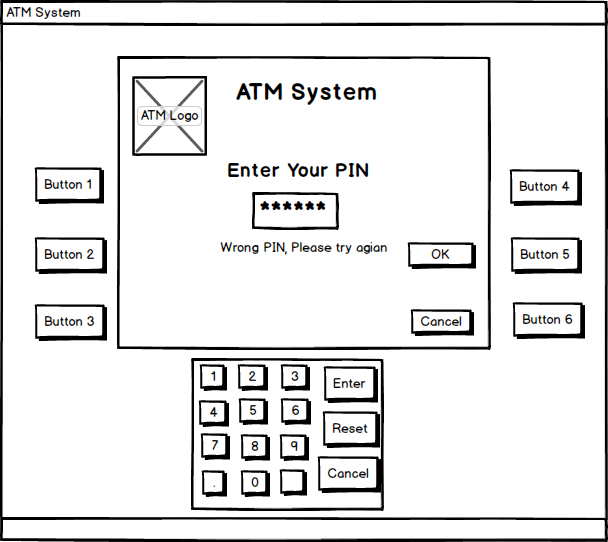 ATM System
ATM Logo
ATM System
Enter Your PIN
******
Wrong PIN, Please try agian
OK
Cancel
Button 1
Button 2
Button 3
Button 4
Button 5
Button 6
1 2 3 Enter
4 5 6 Reset
7 8 9 Cancel
. 0